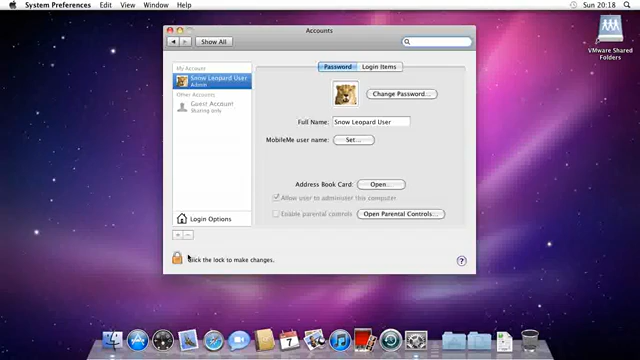 System Preferences Edit View Window Help
Sun 20:18
Accounts
Show All
VMware Shared
Folders
My Account
Snow Leopard User
Admin
Other Accounts
Guest Account
Sharing only
Login Options
Password Login Items
Change Password...
Full Name: Snow Leopard User
MobileMe user name: Set...
Address Book Card: Open...
Allow user to administer this computer
Enable parental controls Open Parental Controls...
Click the lock to make changes.
?
7